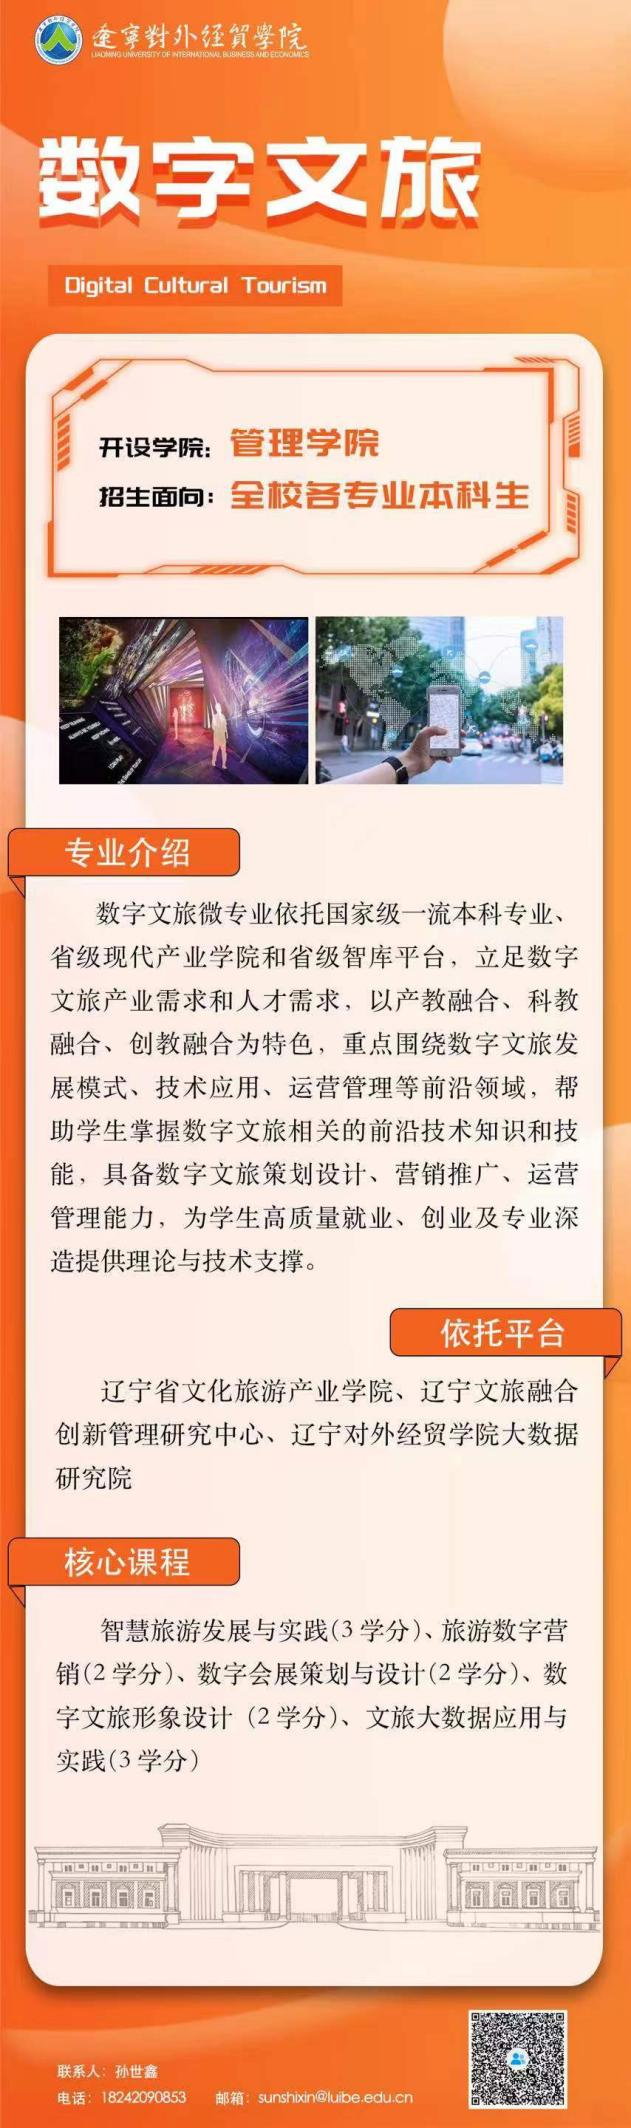 遼寧對外經貿學院
LIAONING UNIVERSITY OF INTERNATIONAL BUSINESS AND ECONOMICS
数字文旅
Digital Cultural Tourism
开设学院：管理学院
招生面向：全校各专业本科生
专业介绍
数字文旅微专业依托国家级一流本科专业、
省级现代产业学院和省级智库平台，立足数字
文旅产业需求和人才需求，以产教融合、科教
融合、创教融合为特色，重点围绕数字文旅发
展模式、技术应用、运营管理等前沿领域，帮
助学生掌握数字文旅相关的前沿技术知识和技
能，具备数字文旅策划设计、营销推广、运营
管理能力，为学生高质量就业、创业及专业深
造提供理论与技术支撑。
依托平台
辽宁省文化旅游产业学院、辽宁文旅融合
创新管理研究中心、辽宁对外经贸学院大数据
研究院
核心课程
智慧旅游发展与实践(3 学分)、旅游数字营
销(2 学分)、数字会展策划与设计(2 学分)、数
字文旅形象设计（2 学分)、文旅大数据应用与
实践(3 学分）
联系人：孙世鑫
电话：18242090853 邮箱：sunshixin@luibe.edu.cn